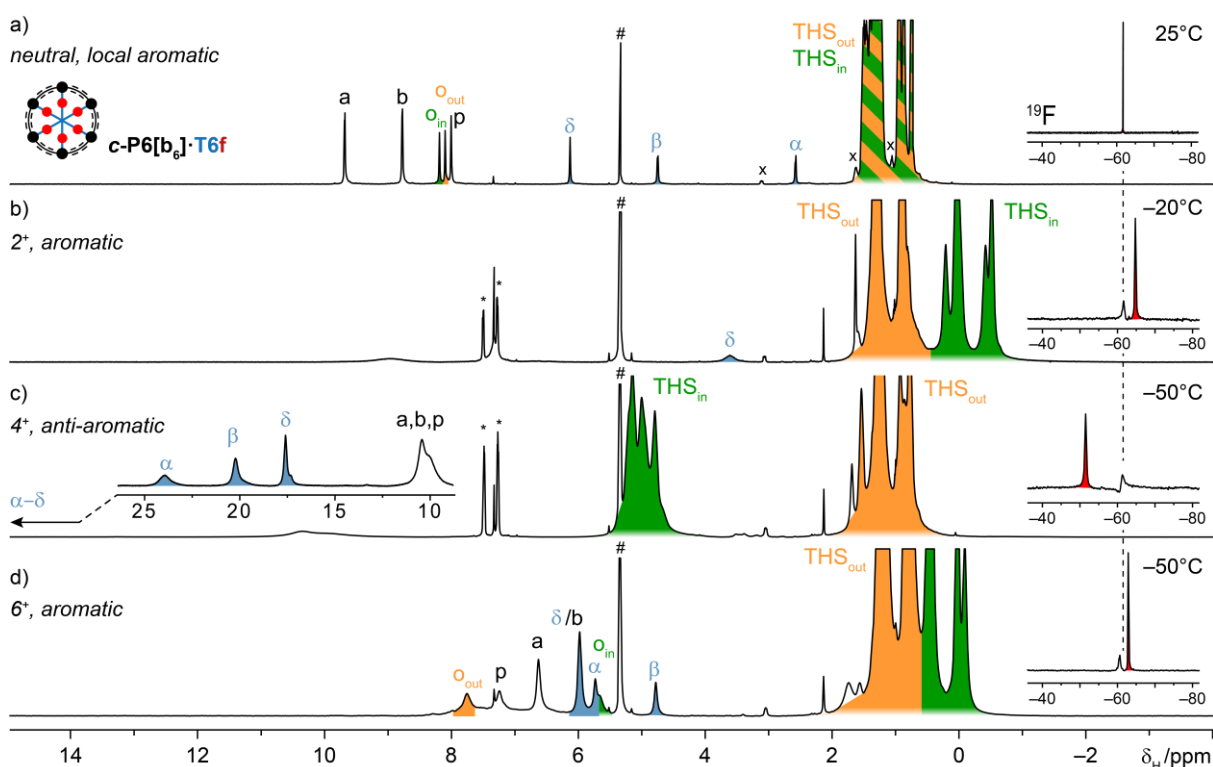 a)
neutral, local aromatic
c-P6[b₆]·T6f
a
b
oᵢₙ
oₒᵤₜ
p
δ
#
β
x
α
x
x
THSₒᵤₜ
THSᵢₙ
25°C
¹⁹F
−40 −60 −80
b)
2⁺, aromatic
*
*
#
δ
THSₒᵤₜ
THSᵢₙ
−20°C
−40 −60 −80
c)
4⁺, anti-aromatic
α−δ
α
β
δ
a,b,p
25 20 15 10
*
*
#
THSᵢₙ
THSₒᵤₜ
−50°C
−40 −60 −80
d)
6⁺, aromatic
oₒᵤₜ
p
a
δ/b
α
oᵢₙ
#
β
THSₒᵤₜ
−50°C
−40 −60 −80
14 12 10 8 6 4 2 0 −2 δ_H/ppm